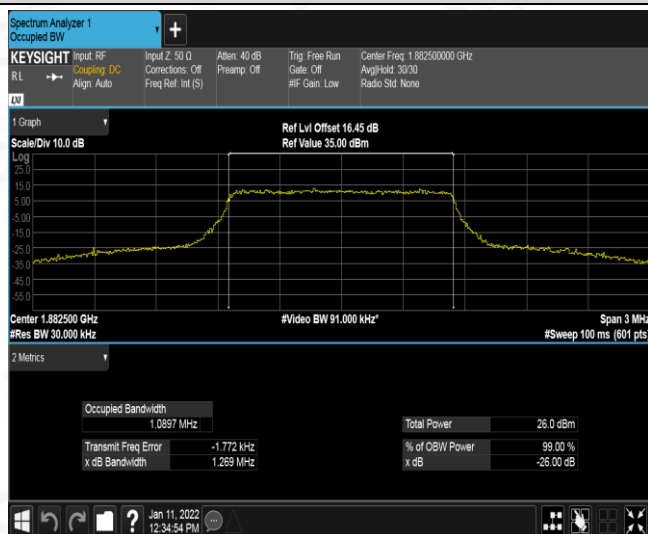 Spectrum Analyzer 1
Occupied BW
+
KEYSIGHT Input: RF Input Z: 50 Ω Atten: 40 dB Trig: Free Run Center Freq: 1.882500000 GHz
RL Coupling: DC Corrections: Off Preamp: Off Gate: Off Avg|Hold: 30/30
Align: Auto Freq Ref: Int (S) #IF Gain: Low Radio Std: None
LXI
1 Graph Ref Lvl Offset 16.45 dB
Scale/Div 10.0 dB Ref Value 35.00 dBm
Log
25.0
15.0
5.00
-5.00
-15.0
-25.0
-35.0
-45.0
-55.0
Center 1.882500 GHz #Video BW 91.000 kHz* Span 3 MHz
#Res BW 30.000 kHz #Sweep 100 ms (601 pts)
2 Metrics
Occupied Bandwidth
1.0897 MHz Total Power 26.0 dBm
Transmit Freq Error -1.772 kHz % of OBW Power 99.00 %
x dB Bandwidth 1.269 MHz x dB -26.00 dB
? Jan 11, 2022
12:34:54 PM